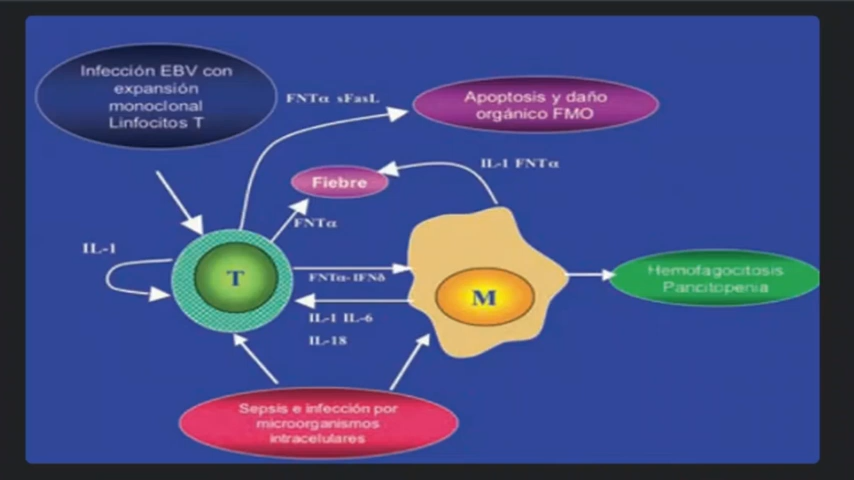 Infección EBV con
expansión
monoclonal
Linfocitos T
FNTα sFasL
Apoptosis y daño
orgánico FMO
IL-1 FNTα
Fiebre
FNTα
IL-1
T
FNTα-IFNδ
M
Hemofagocitosis
Pancitopenia
IL-1 IL-6
IL-18
Sepsis e infección por
microorganismos
intracelulares